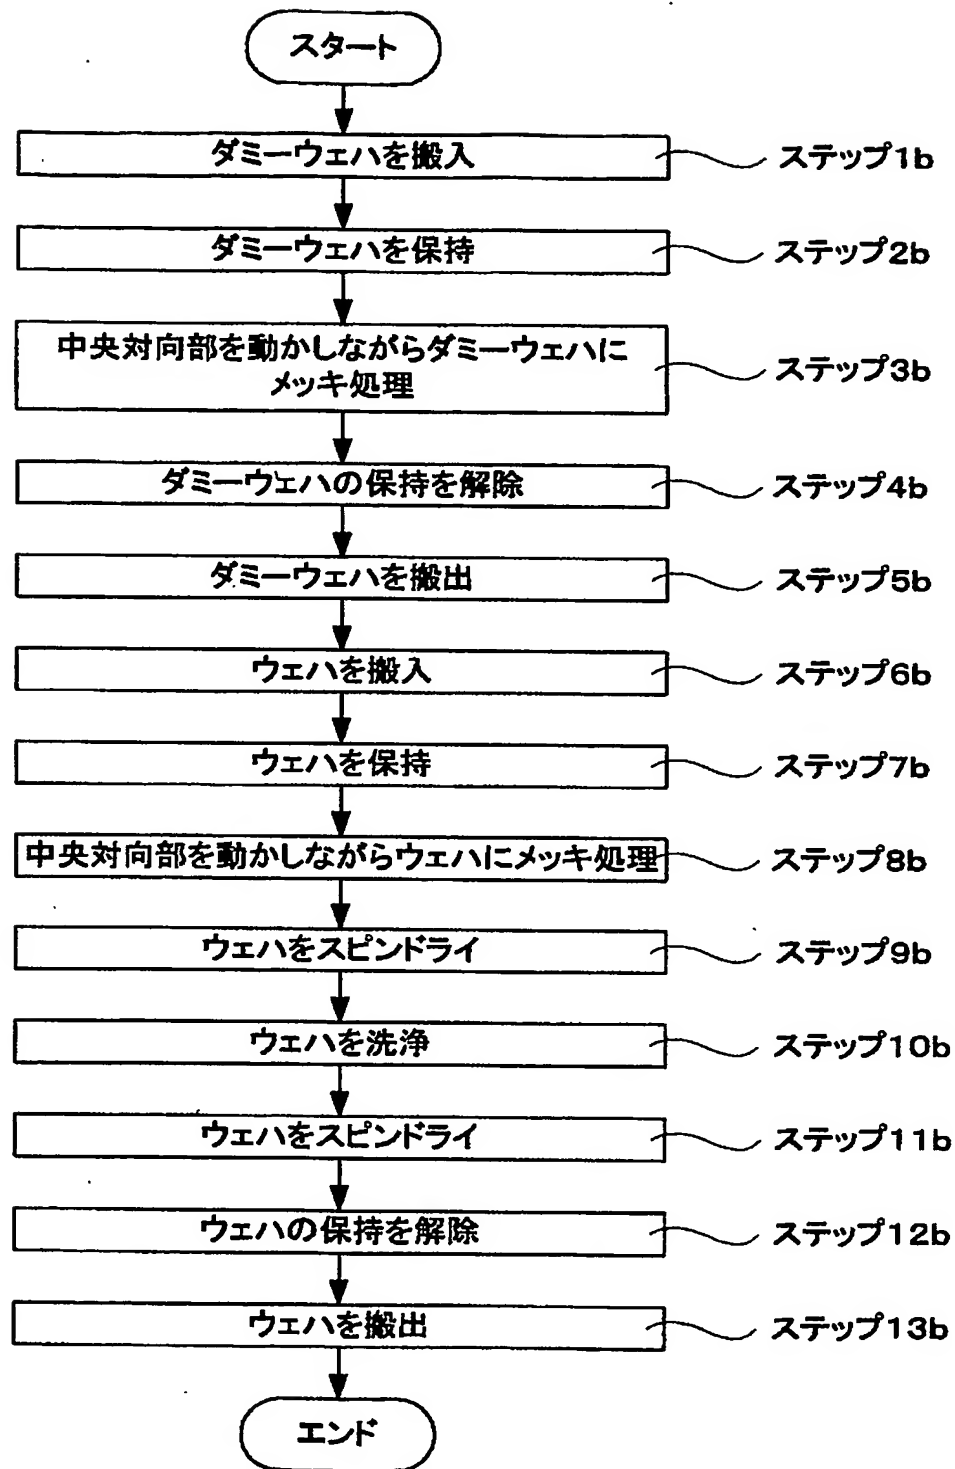 スタート
ダミーウェハを搬入
ステップ1b
ダミーウェハを保持
ステップ2b
中央対向部を動かしながらダミーウェハに
メッキ処理
ステップ3b
ダミーウェハの保持を解除
ステップ4b
ダミーウェハを搬出
ステップ5b
ウェハを搬入
ステップ6b
ウェハを保持
ステップ7b
中央対向部を動かしながらウェハにメッキ処理
ステップ8b
ウェハをスピンドライ
ステップ9b
ウェハを洗浄
ステップ10b
ウェハをスピンドライ
ステップ11b
ウェハの保持を解除
ステップ12b
ウェハを搬出
ステップ13b
エンド